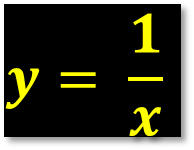 y = 1/x